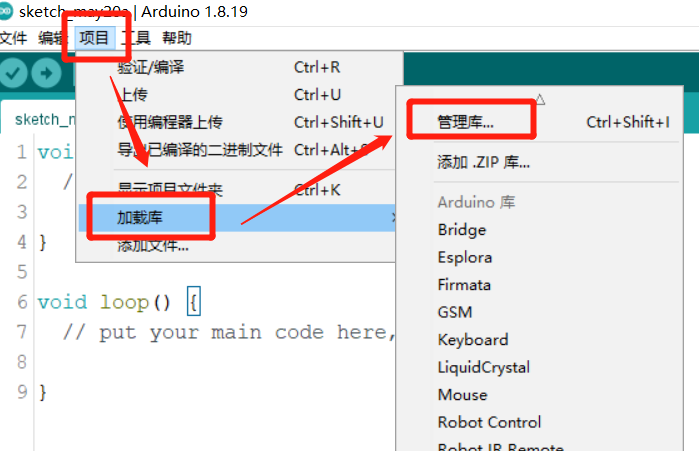 sketch_may20a | Arduino 1.8.19
文件 编辑 项目 工具 帮助
验证/编译 Ctrl+R
上传 Ctrl+U
使用编程器上传 Ctrl+Shift+U
导出已编译的二进制文件 Ctrl+Alt+S
显示项目文件夹 Ctrl+K
加载库
添加文件...
管理库... Ctrl+Shift+I
添加 .ZIP 库...
Arduino 库
Bridge
Esplora
Firmata
GSM
Keyboard
LiquidCrystal
Mouse
Robot Control
Robot IR Remote
sketch_m
1 voi
2 /
3
4 }
5
6 void loop() {
7 // put your main code here,
8
9 }